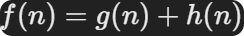 f(n) = g(n) + h(n)